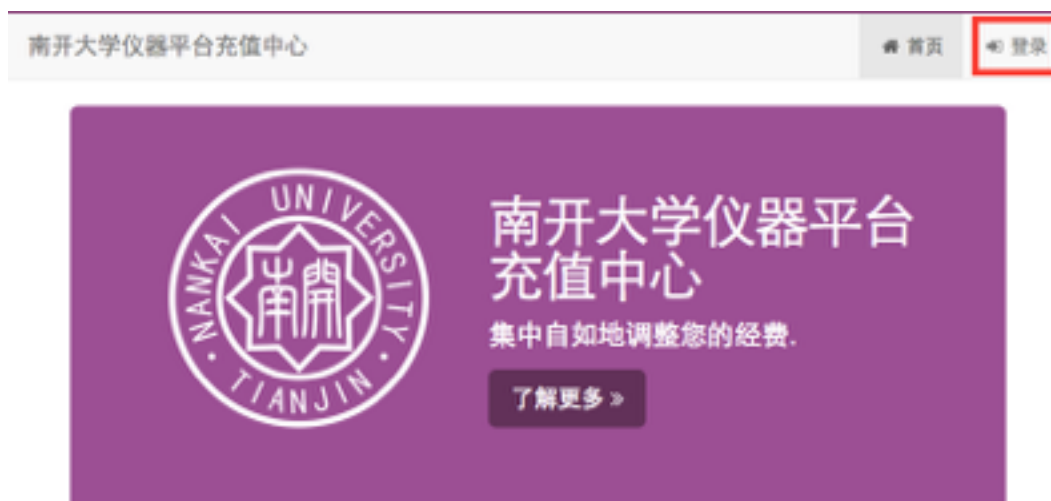 南开大学仪器平台充值中心
首页
登录
NANKAI UNIVERSITY
南開
TIANJIN
南开大学仪器平台
充值中心
集中自如地调整您的经费.
了解更多 »